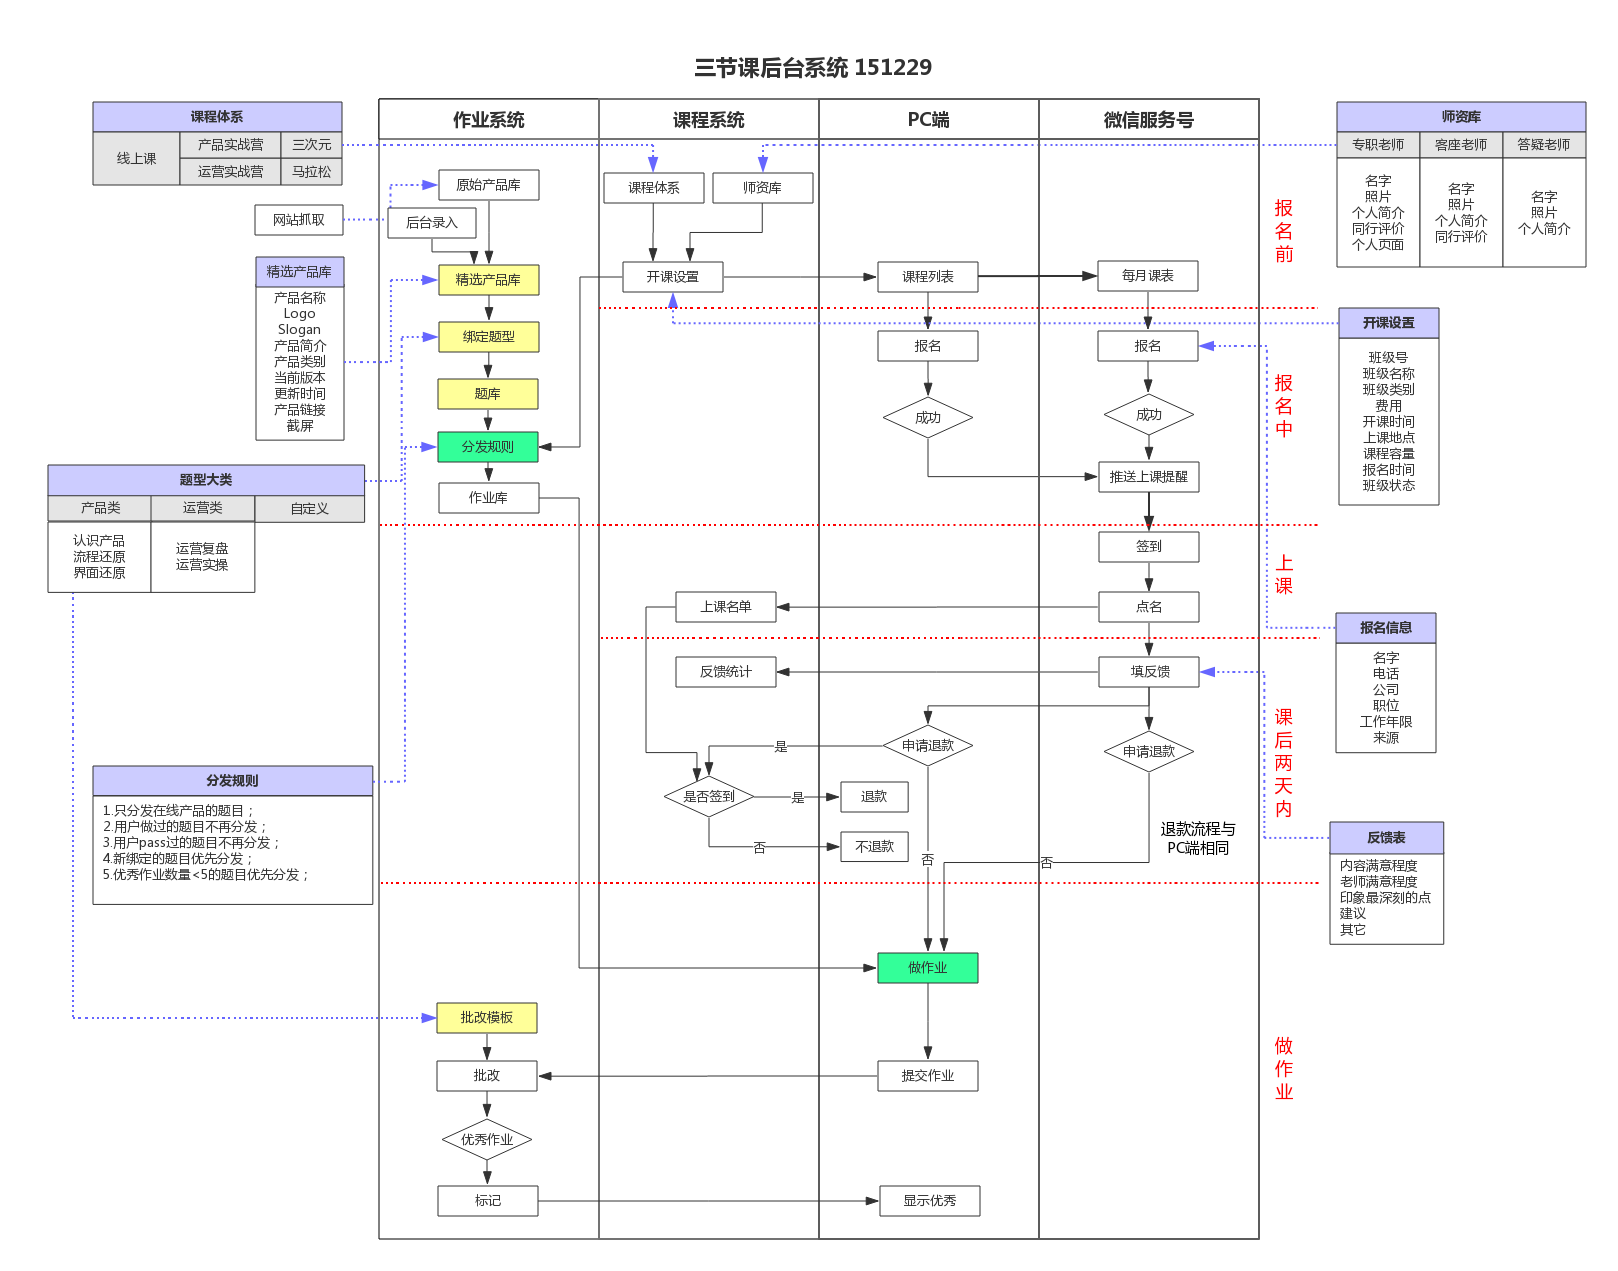 三节课后台系统 151229
作业系统
课程系统
PC端
微信服务号
课程体系
线上课
产品实战营
三次元
运营实战营
马拉松
网站抓取
精选产品库
产品名称
Logo
Slogan
产品简介
产品类别
当前版本
更新时间
产品链接
截屏
题型大类
产品类
运营类
自定义
认识产品
流程还原
界面还原
运营复盘
运营实操
分发规则
1.只分发在线产品的题目；
2.用户做过的题目不再分发；
3.用户pass过的题目不再分发；
4.新绑定的题目优先分发；
5.优秀作业数量<5的题目优先分发；
原始产品库
后台录入
精选产品库
绑定题型
题库
分发规则
作业库
批改模板
批改
优秀作业
标记
课程体系
师资库
开课设置
上课名单
反馈统计
是
是否签到
是
否
课程列表
报名
成功
申请退款
退款
不退款
否
做作业
提交作业
显示优秀
每月课表
报名
成功
推送上课提醒
签到
点名
填反馈
申请退款
退款流程与
PC端相同
否
报
名
前
报
名
中
上
课
课
后
两
天
内
做
作
业
师资库
专职老师
客座老师
答疑老师
名字
照片
个人简介
同行评价
个人页面
名字
照片
个人简介
同行评价
名字
照片
个人简介
开课设置
班级号
班级名称
班级类别
费用
开课时间
上课地点
课程容量
报名时间
班级状态
报名信息
名字
电话
公司
职位
工作年限
来源
反馈表
内容满意程度
老师满意程度
印象最深刻的点
建议
其它